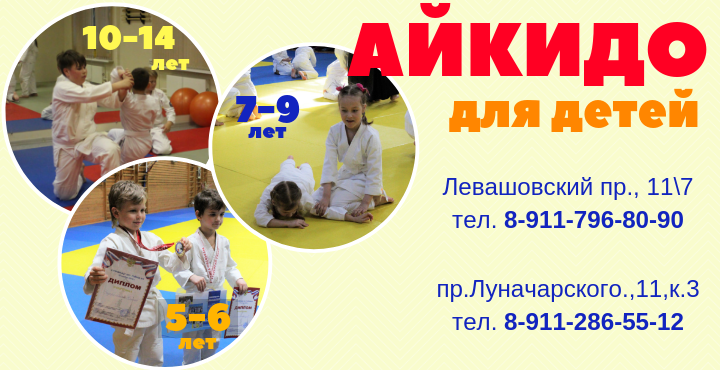 АЙКИДО
для детей
10-14
лет
7-9
лет
5-6
лет
ДИПЛОМ
ДИПЛОМ
Левашовский пр., 11\7
тел. 8-911-796-80-90
пр.Луначарского.,11,к.3
тел. 8-911-286-55-12